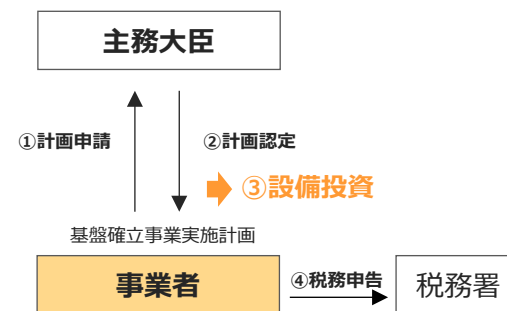 主務大臣
①計画申請
②計画認定
③設備投資
基盤確立事業実施計画
事業者
④税務申告
税務署